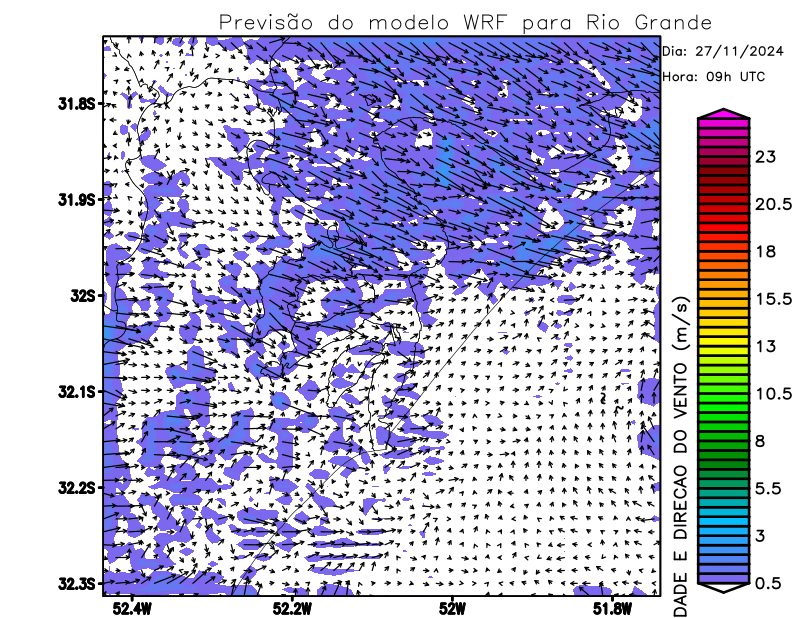 Previsão do modelo WRF para Rio Grande
Dia: 27/11/2024
Hora: 09h UTC
31.8S
31.9S
32S
32.1S
32.2S
32.3S
52.4W
52.2W
52W
51.8W
23
20.5
18
15.5
13
10.5
8
5.5
3
0.5
DADE E DIRECAO DO VENTO (m/s)